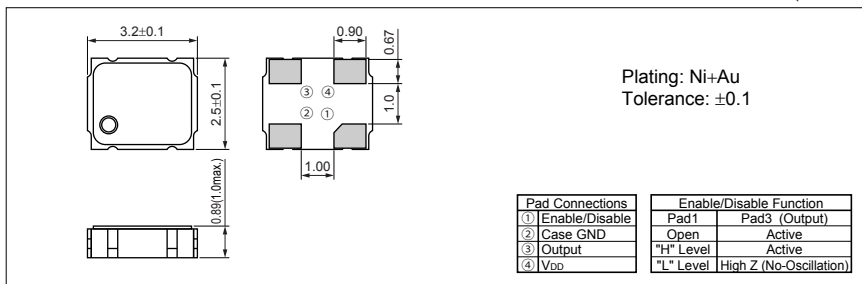 3.2±0.1
0.90
0.67
2.5±0.1
③ ④
② ①
1.0
1.00
0.89(1.0max.)
Plating: Ni+Au
Tolerance: ±0.1
Pad Connections
① Enable/Disable
② Case GND
③ Output
④ VDD
Enable/Disable Function
Pad1 Pad3 (Output)
Open Active
"H" Level Active
"L" Level High Z (No-Oscillation)